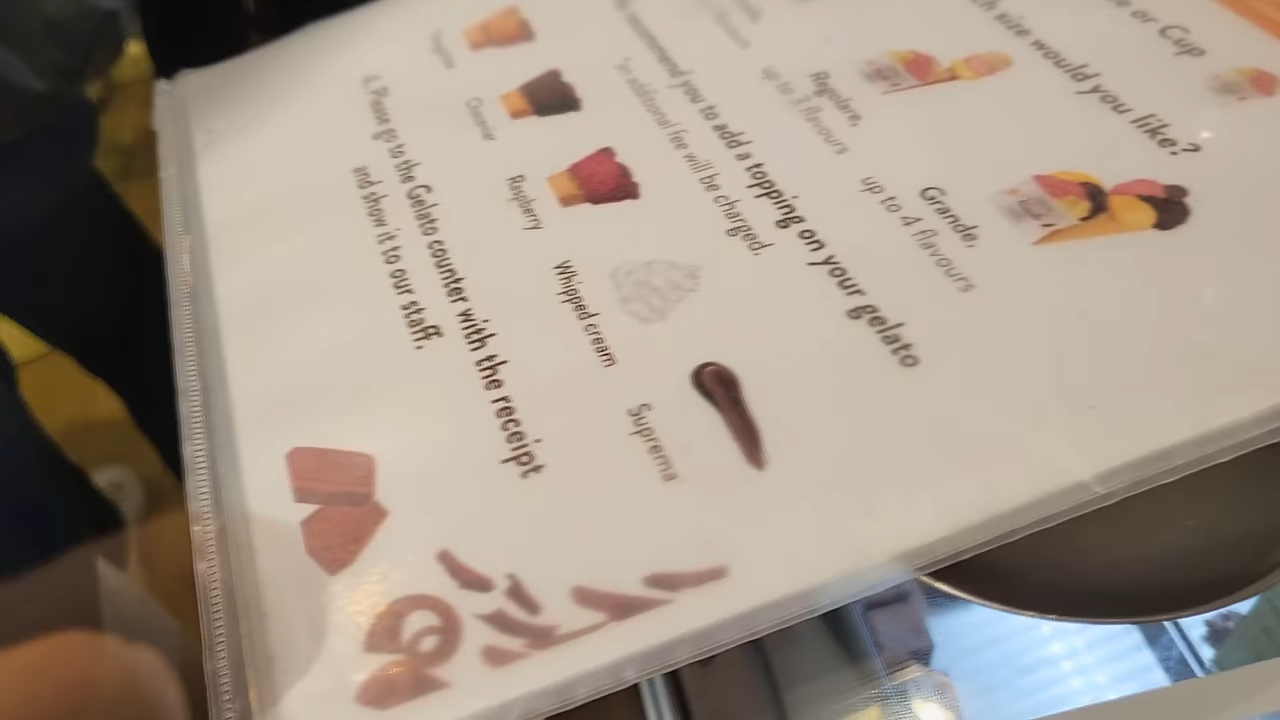 or Cup
size would you like?
Regolare,
up to 3 flavours
Grande,
up to 4 flavours
recommend you to add a topping on your gelato
*an additional fee will be charged.
Raspberry
Whipped cream
Suprema
4. Please go to the Gelato counter with the receipt
and show it to our staff.